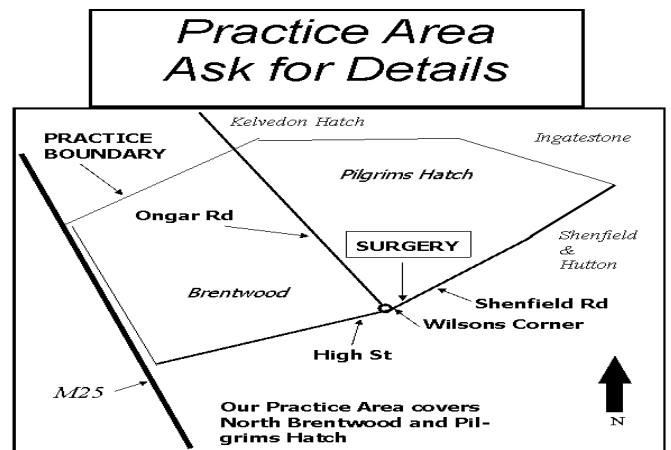 Practice Area
Ask for Details
Kelvedon Hatch
PRACTICE
BOUNDARY
Ingatestone
Pilgrims Hatch
Ongar Rd
SURGERY
Shenfield
&
Hutton
Brentwood
Shenfield Rd
Wilsons Corner
High St
M25
Our Practice Area covers
North Brentwood and Pil-
grims Hatch
N